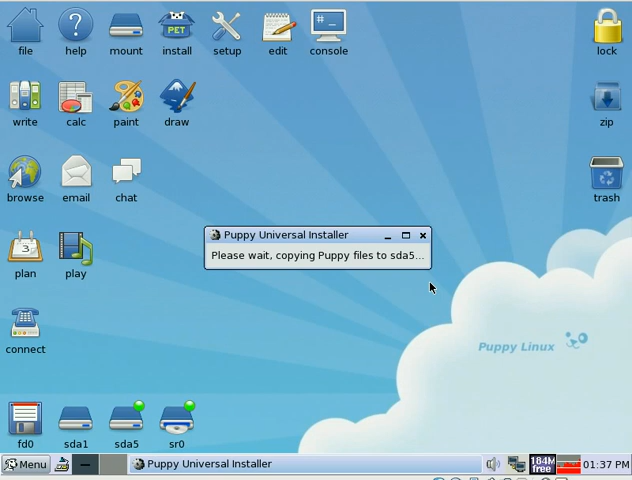 file help mount install setup edit console lock
PET
# _
write calc paint draw zip
browse email chat trash
Puppy Universal Installer
Please wait, copying Puppy files to sda5...
3
plan play
connect
Puppy Linux
fd0 sda1 sda5 sr0
Menu Puppy Universal Installer 184M free 01:37 PM